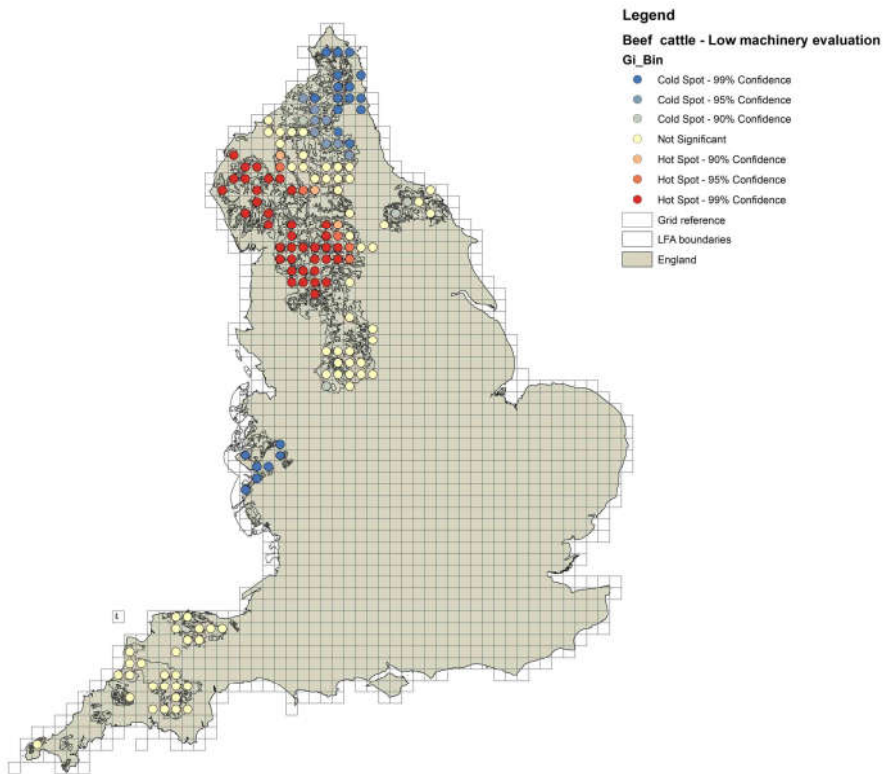 Legend
Beef cattle - Low machinery evaluation
Gi_Bin
Cold Spot - 99% Confidence
Cold Spot - 95% Confidence
Cold Spot - 90% Confidence
Not Significant
Hot Spot - 90% Confidence
Hot Spot - 95% Confidence
Hot Spot - 99% Confidence
Grid reference
LFA boundaries
England